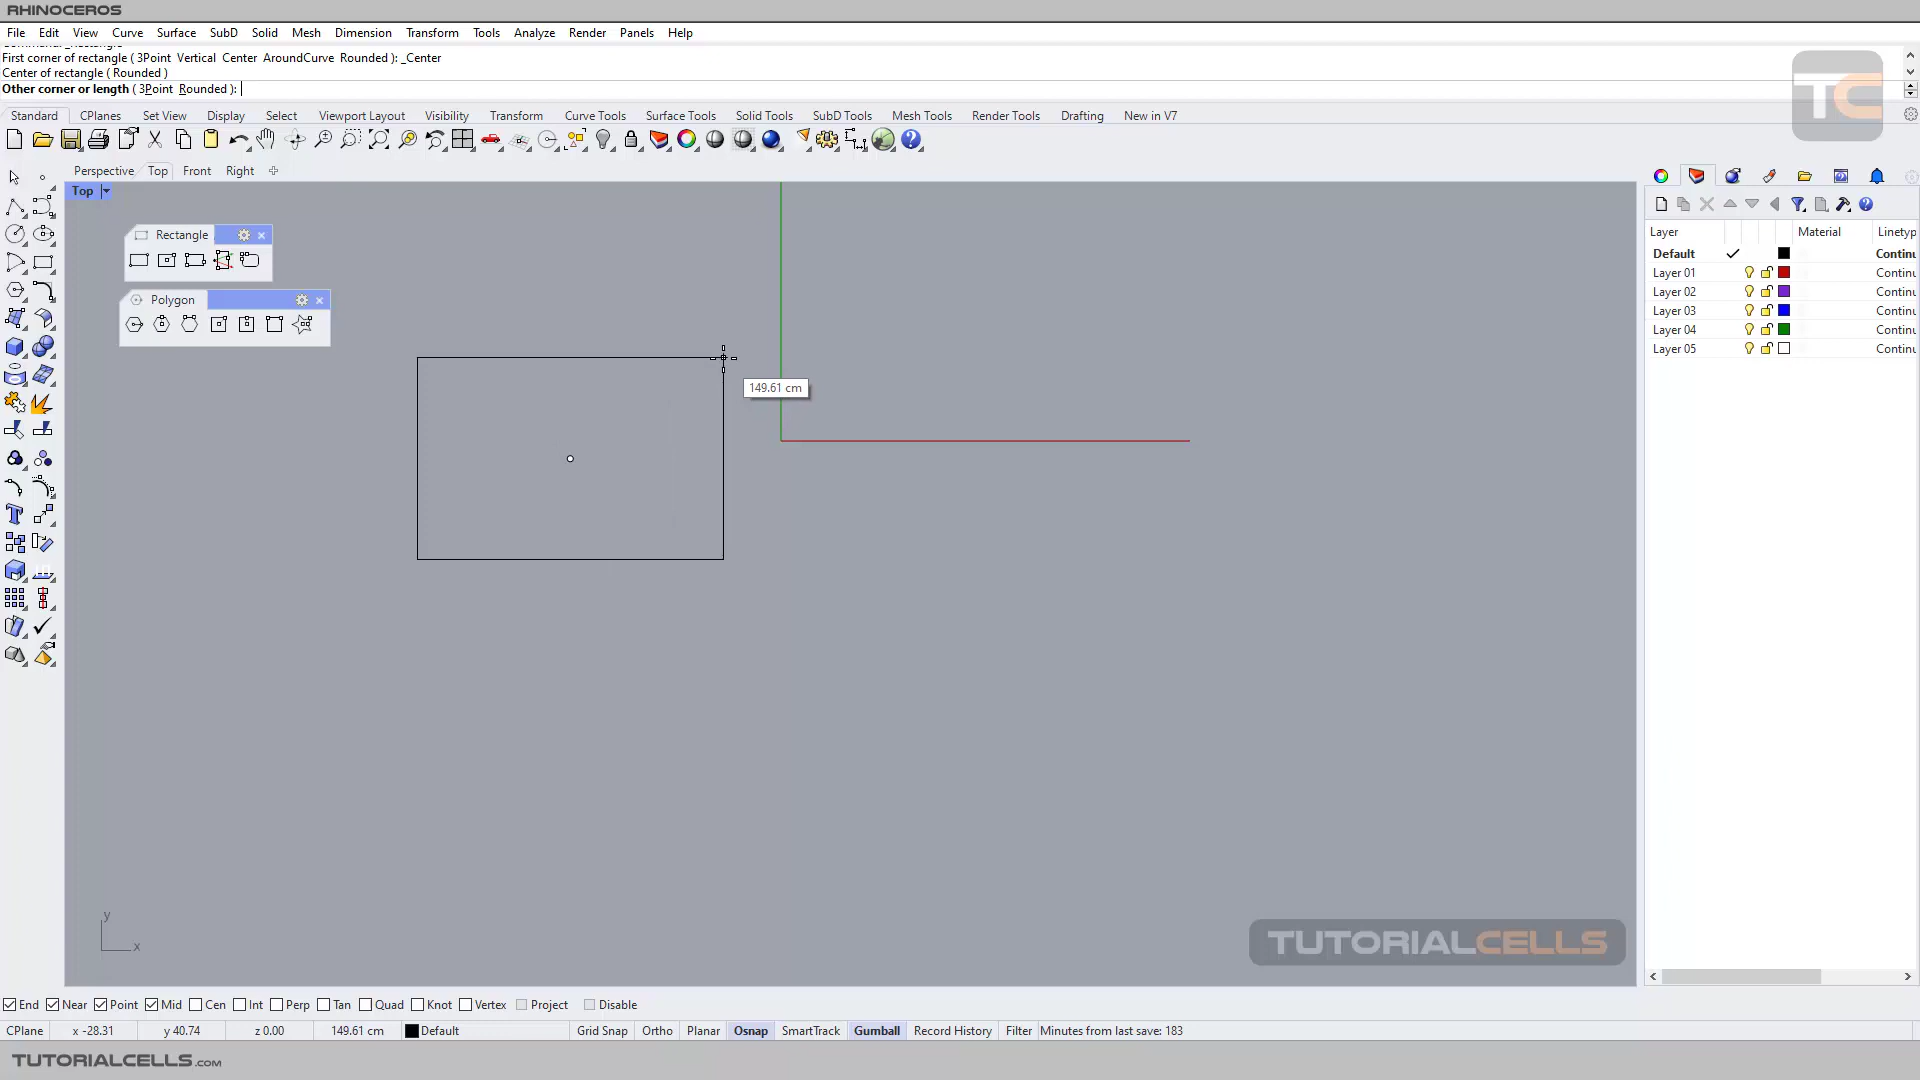 RHINOCEROS
File Edit View Curve Surface SubD Solid Mesh Dimension Transform Tools Analyze Render Panels Help
First corner of rectangle ( 3Point Vertical Center AroundCurve Rounded ): _Center
Center of rectangle ( Rounded )
Other corner or length ( 3Point Rounded ):
TC
Standard CPlanes Set View Display Select Viewport Layout Visibility Transform Curve Tools Surface Tools Solid Tools SubD Tools Mesh Tools Render Tools Drafting New in V7
Perspective Top Front Right
Top
Rectangle
Polygon
149.61 cm
y
x
Layer Material Linetyp
Default Continu
Layer 01 Continu
Layer 02 Continu
Layer 03 Continu
Layer 04 Continu
Layer 05 Continu
TUTORIALCELLS
End Near Point Mid Cen Int Perp Tan Quad Knot Vertex Project Disable
CPlane x -28.31 y 40.74 z 0.00 149.61 cm Default Grid Snap Ortho Planar Osnap SmartTrack Gumball Record History Filter Minutes from last save: 183
TUTORIALCELLS.COM